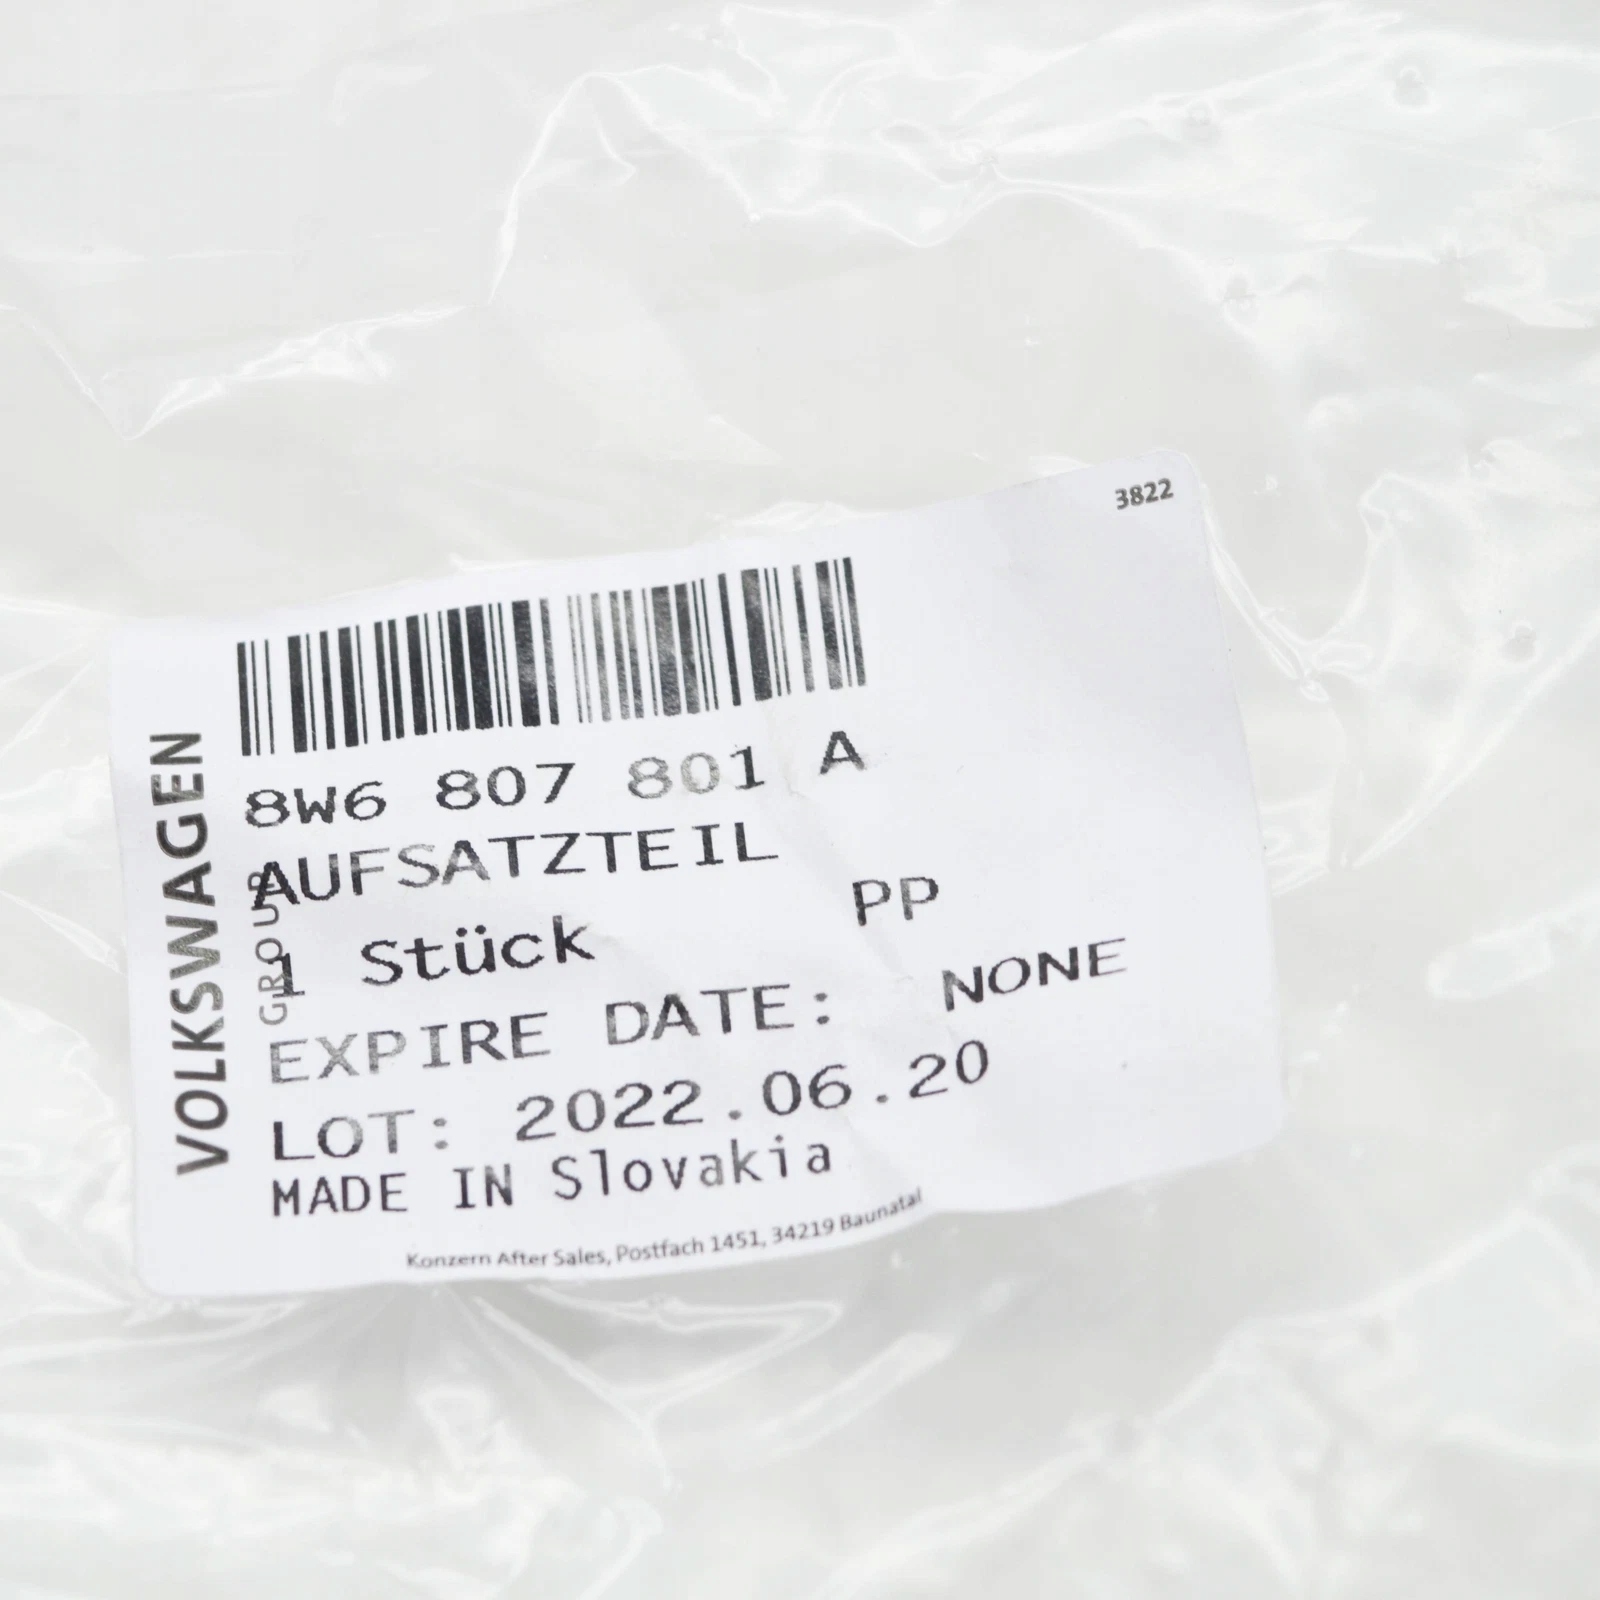 3822
8W6 807 801 A
AUFSATZTEIL
1 Stück PP
EXPIRE DATE: NONE
LOT: 2022.06.20
MADE IN Slovakia
Konzern After Sales, Postfach 1451, 34219 Baunatal
VOLKSWAGEN
GROUP